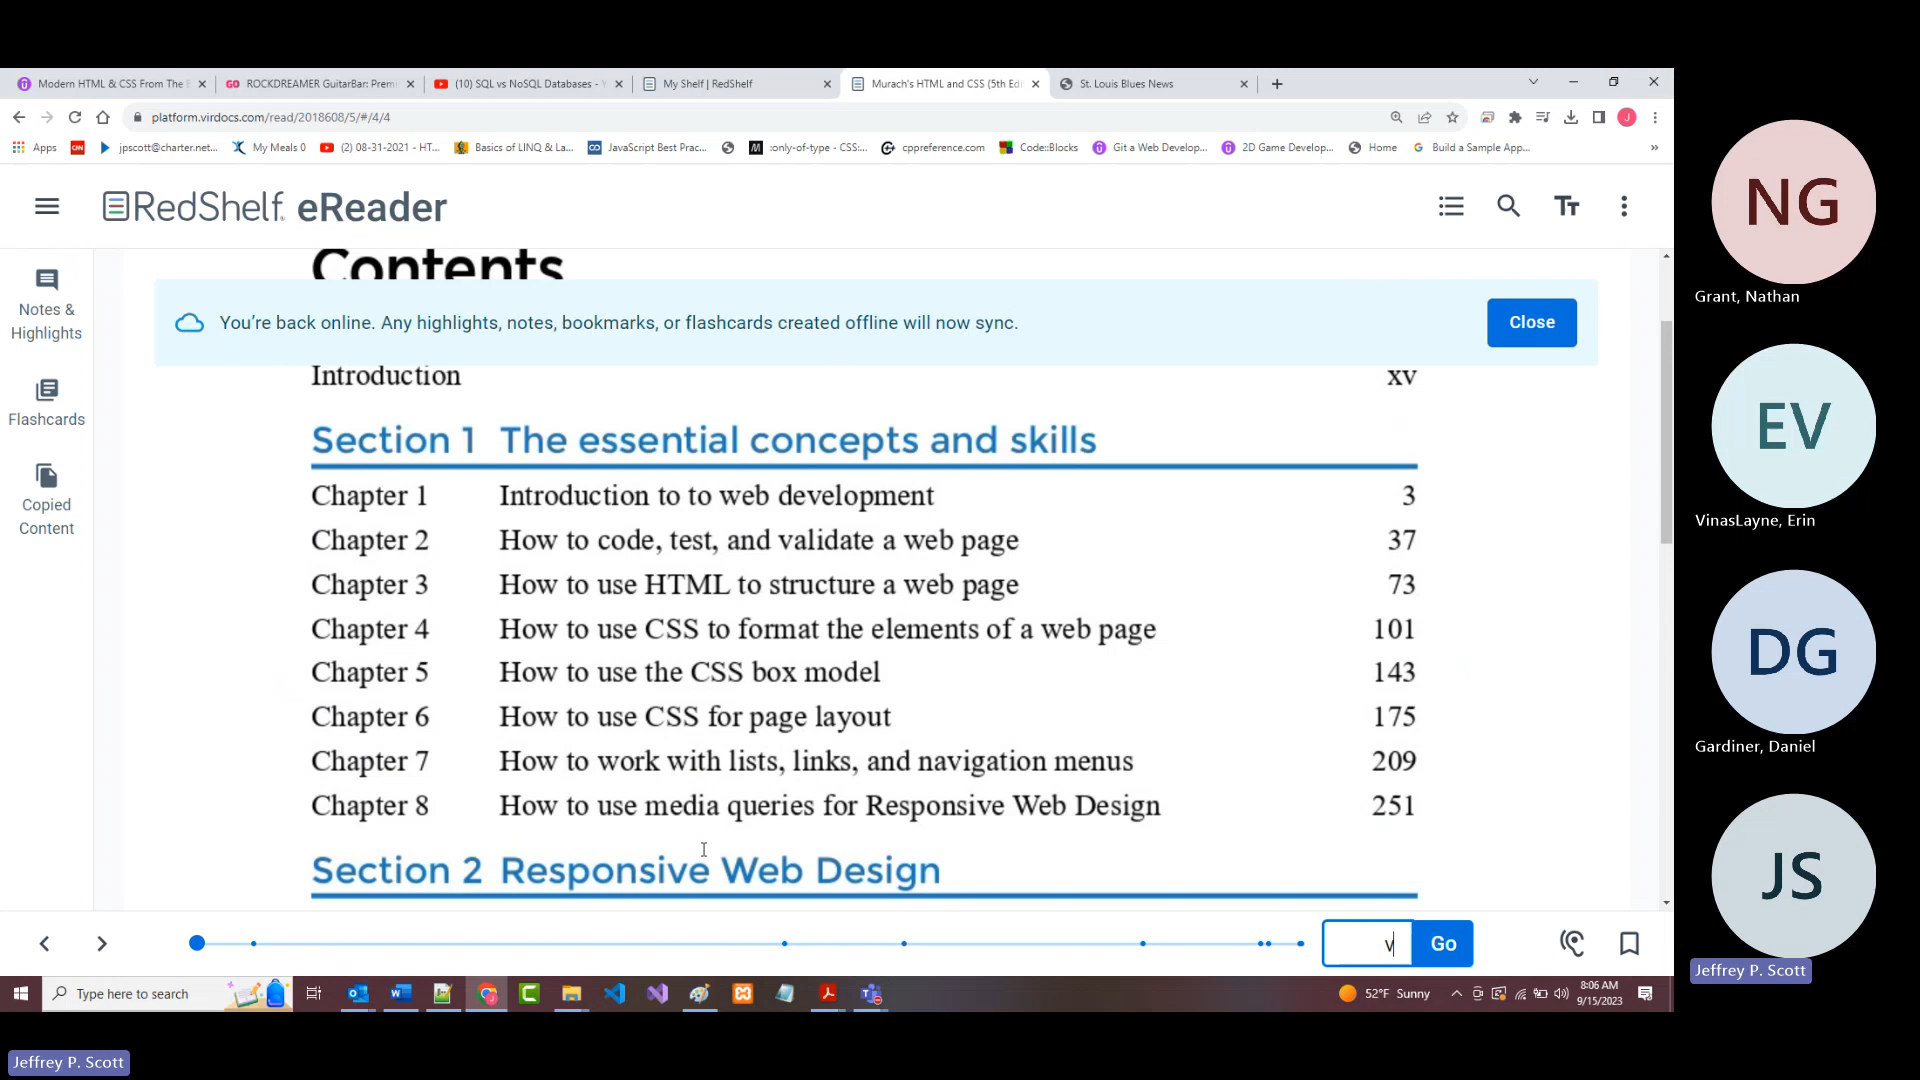 Modern HTML & CSS From The B
ROCKDREAMER GuitarBar: Premi
(10) SQL vs NoSQL Databases - Y
My Shelf | RedShelf
Murach's HTML and CSS (5th Edi
St. Louis Blues News
platform.virdocs.com/read/2018608/5/#/4/4
J
Apps
CNN
jpscott@charter.net...
My Meals 0
(2) 08-31-2021 - HT...
Basics of LINQ & La...
JavaScript Best Prac...
:only-of-type - CSS:...
cppreference.com
Code::Blocks
Git a Web Develop...
2D Game Develop...
Home
Build a Sample App...
RedShelf eReader
Notes & Highlights
Flashcards
Copied Content
Contents
You're back online. Any highlights, notes, bookmarks, or flashcards created offline will now sync.
Close
Introduction xv
Section 1 The essential concepts and skills
Chapter 1 Introduction to to web development 3
Chapter 2 How to code, test, and validate a web page 37
Chapter 3 How to use HTML to structure a web page 73
Chapter 4 How to use CSS to format the elements of a web page 101
Chapter 5 How to use the CSS box model 143
Chapter 6 How to use CSS for page layout 175
Chapter 7 How to work with lists, links, and navigation menus 209
Chapter 8 How to use media queries for Responsive Web Design 251
Section 2 Responsive Web Design
v
Go
Type here to search
52°F Sunny
8:06 AM
9/15/2023
NG
Grant, Nathan
EV
VinasLayne, Erin
DG
Gardiner, Daniel
JS
Jeffrey P. Scott
Jeffrey P. Scott